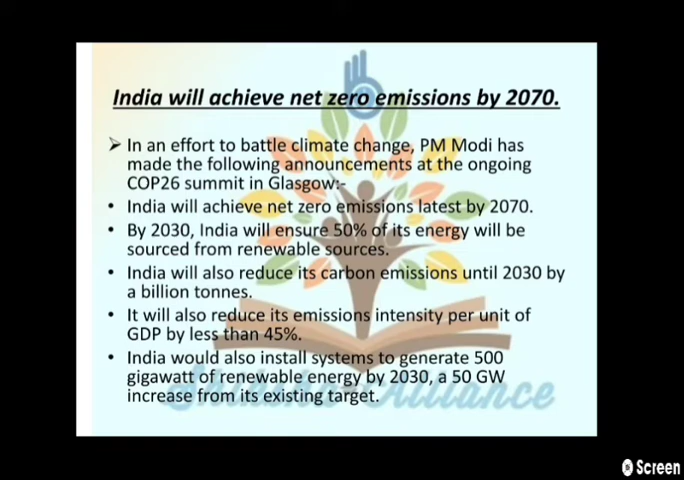 India will achieve net zero emissions by 2070.
➢ In an effort to battle climate change, PM Modi has
made the following announcements at the ongoing
COP26 summit in Glasgow:-
• India will achieve net zero emissions latest by 2070.
• By 2030, India will ensure 50% of its energy will be
sourced from renewable sources.
• India will also reduce its carbon emissions until 2030 by
a billion tonnes.
• It will also reduce its emissions intensity per unit of
GDP by less than 45%.
• India would also install systems to generate 500
gigawatt of renewable energy by 2030, a 50 GW
increase from its existing target.
Alliance
Screen